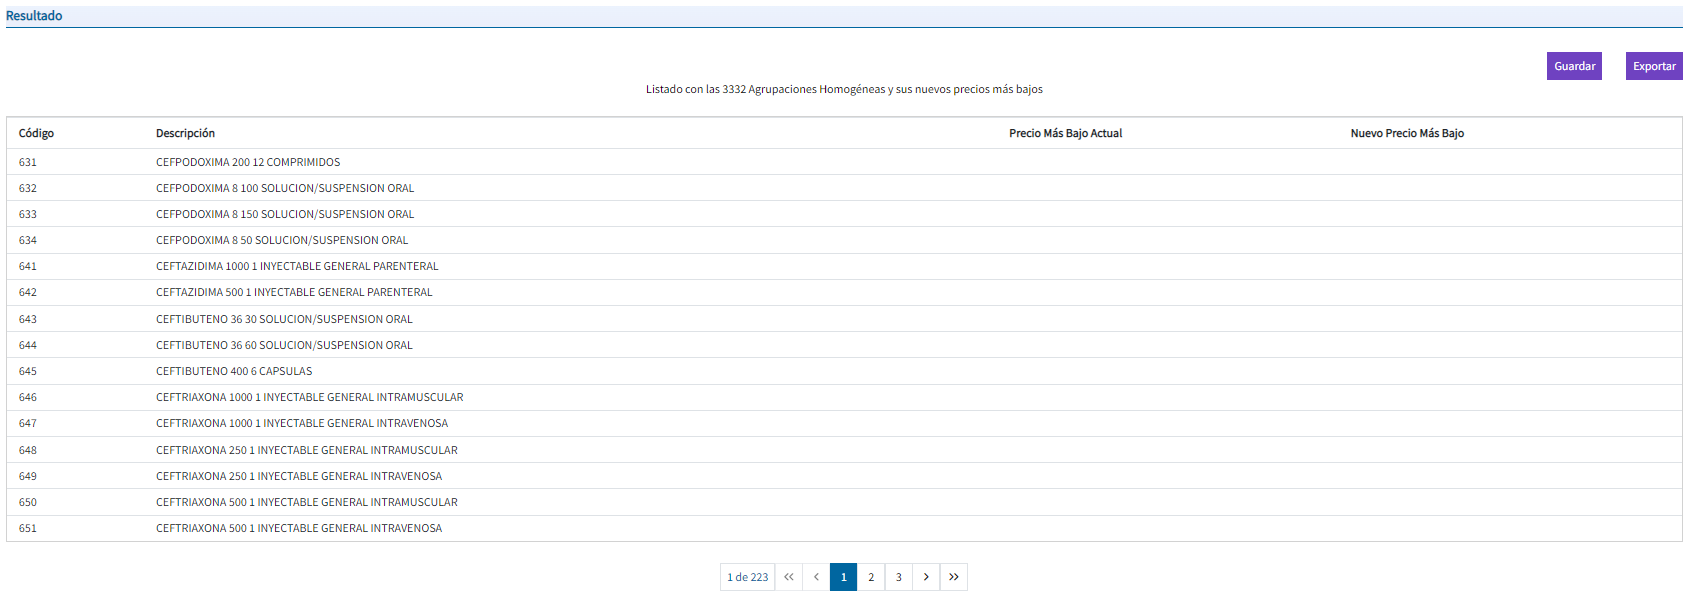 Resultado
Guardar Exportar
Listado con las 3332 Agrupaciones Homogéneas y sus nuevos precios más bajos
Código Descripción Precio Más Bajo Actual Nuevo Precio Más Bajo
631 CEFPODOXIMA 200 12 COMPRIMIDOS
632 CEFPODOXIMA 8 100 SOLUCION/SUSPENSION ORAL
633 CEFPODOXIMA 8 150 SOLUCION/SUSPENSION ORAL
634 CEFPODOXIMA 8 50 SOLUCION/SUSPENSION ORAL
641 CEFTAZIDIMA 1000 1 INYECTABLE GENERAL PARENTERAL
642 CEFTAZIDIMA 500 1 INYECTABLE GENERAL PARENTERAL
643 CEFTIBUTENO 36 30 SOLUCION/SUSPENSION ORAL
644 CEFTIBUTENO 36 60 SOLUCION/SUSPENSION ORAL
645 CEFTIBUTENO 400 6 CAPSULAS
646 CEFTRIAXONA 1000 1 INYECTABLE GENERAL INTRAMUSCULAR
647 CEFTRIAXONA 1000 1 INYECTABLE GENERAL INTRAVENOSA
648 CEFTRIAXONA 250 1 INYECTABLE GENERAL INTRAMUSCULAR
649 CEFTRIAXONA 250 1 INYECTABLE GENERAL INTRAVENOSA
650 CEFTRIAXONA 500 1 INYECTABLE GENERAL INTRAMUSCULAR
651 CEFTRIAXONA 500 1 INYECTABLE GENERAL INTRAVENOSA
1 de 223 « ‹ 1 2 3 › »